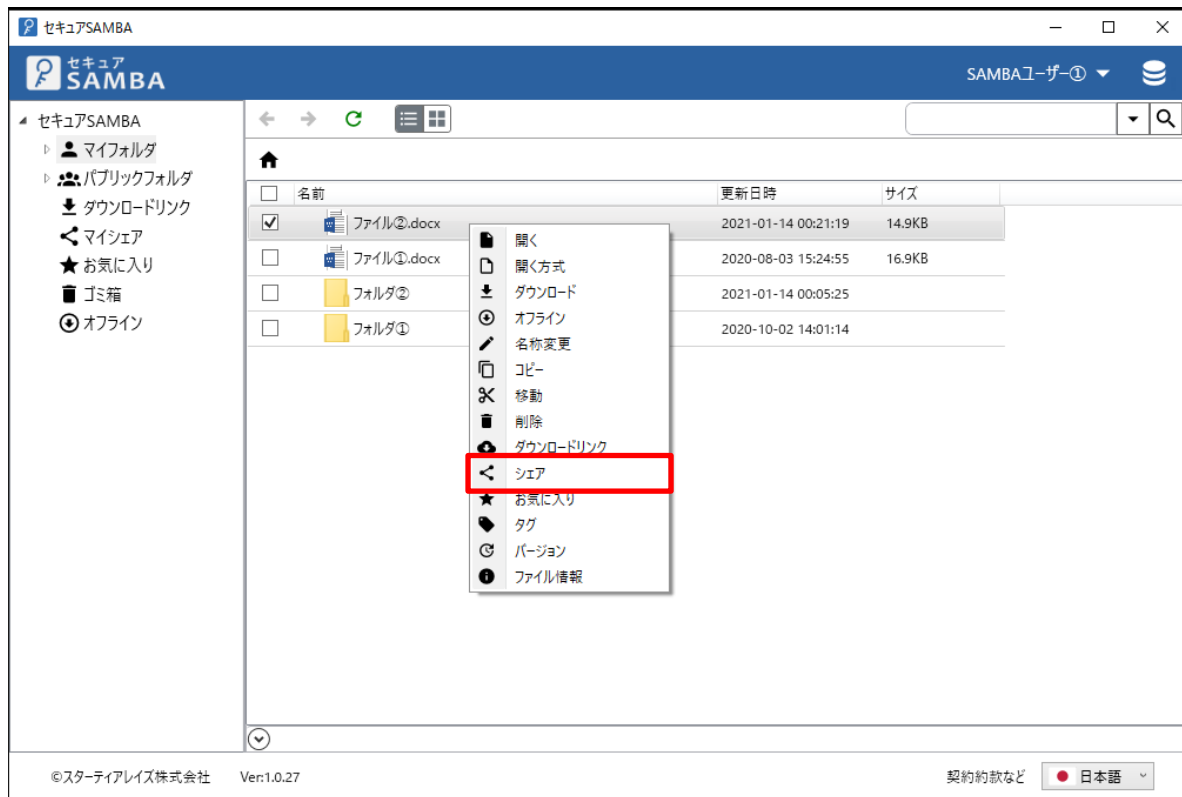 セキュアSAMBA
セキュア
SAMBA
SAMBAユーザー①
セキュアSAMBA
マイフォルダ
パブリックフォルダ
ダウンロードリンク
マイシェア
お気に入り
ゴミ箱
オフライン
名前 更新日時 サイズ
ファイル②.docx 2021-01-14 00:21:19 14.9KB
ファイル①.docx 2020-08-03 15:24:55 16.9KB
フォルダ② 2021-01-14 00:05:25
フォルダ① 2020-10-02 14:01:14
開く
開く方式
ダウンロード
オフライン
名称変更
コピー
移動
削除
ダウンロードリンク
シェア
お気に入り
タグ
バージョン
ファイル情報
©スターティアレイズ株式会社 Ver:1.0.27 契約約款など 日本語